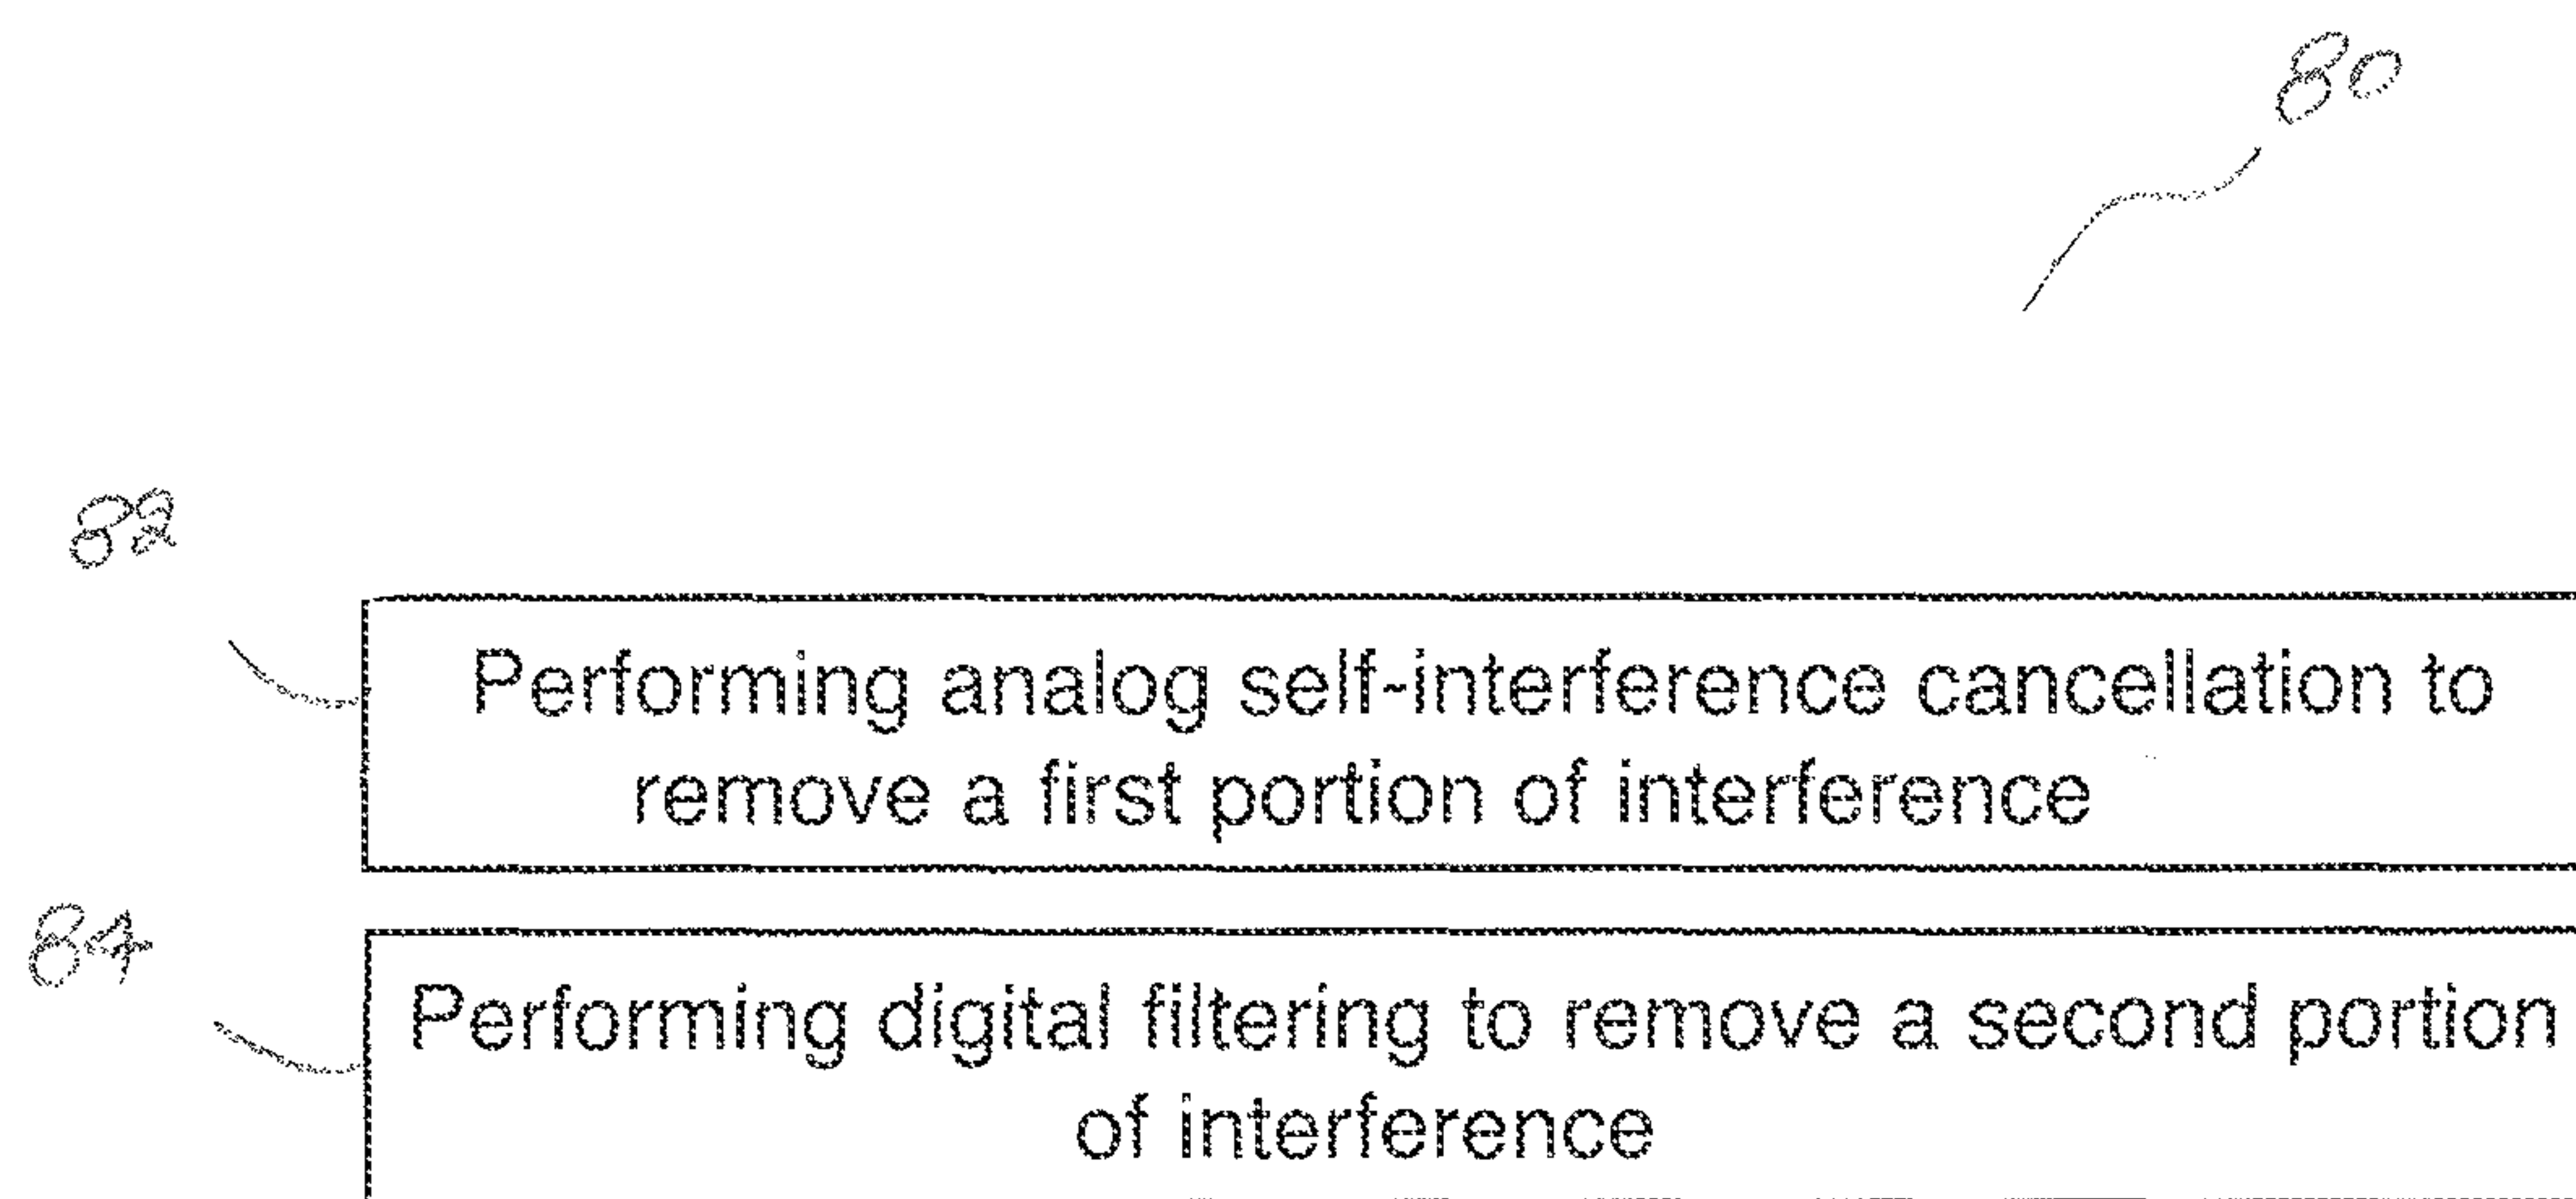 80
82
Performing analog self-interference cancellation to
remove a first portion of interference
84
Performing digital filtering to remove a second portion
of interference